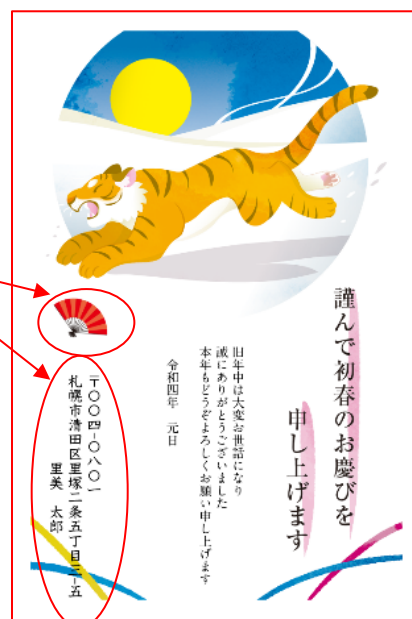 謹んで初春のお慶びを
申し上げます
旧年中は大変お世話になり
誠にありがとうございました
本年もどうぞよろしくお願い申し上げます
令和四年　元日
〒〇〇四-〇八〇一
札幌市清田区里塚二条五丁目三-五
里美　太郎